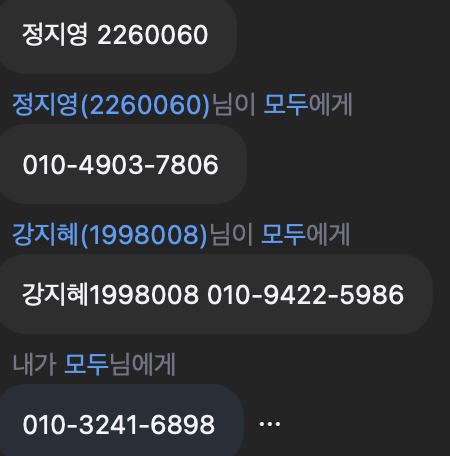 정지영 2260060
정지영(2260060)님이 모두에게
010-4903-7806
강지혜(1998008)님이 모두에게
강지혜1998008 010-9422-5986
내가 모두님에게
010-3241-6898 ...